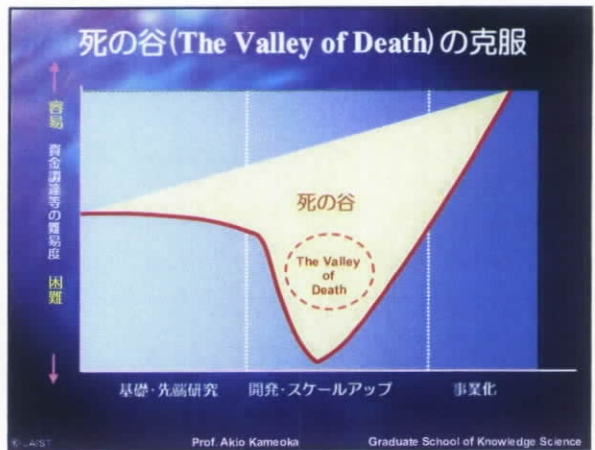 死の谷(The Valley of Death)の克服
容易
資金調達等の難易度
困難
死の谷
The Valley
of
Death
基礎・先端研究
開発・スケールアップ
事業化
© JAIST
Prof. Akio Kameoka
Graduate School of Knowledge Science